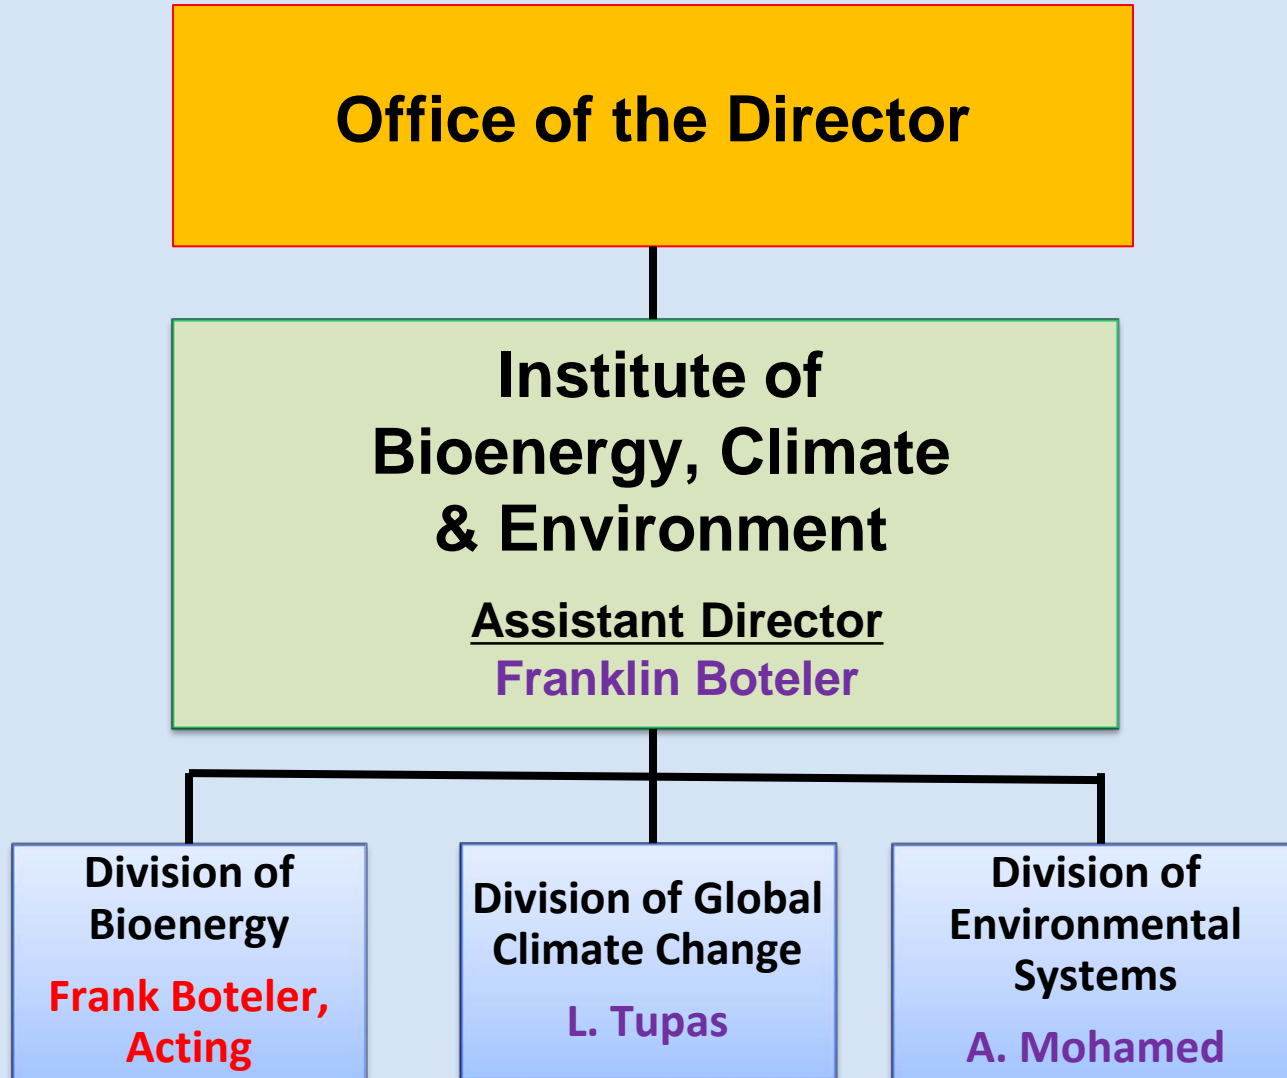 Office of the Director
Institute of
Bioenergy, Climate
& Environment
Assistant Director
Franklin Boteler
Division of
Bioenergy
Frank Boteler,
Acting
Division of Global
Climate Change
L. Tupas
Division of
Environmental
Systems
A. Mohamed